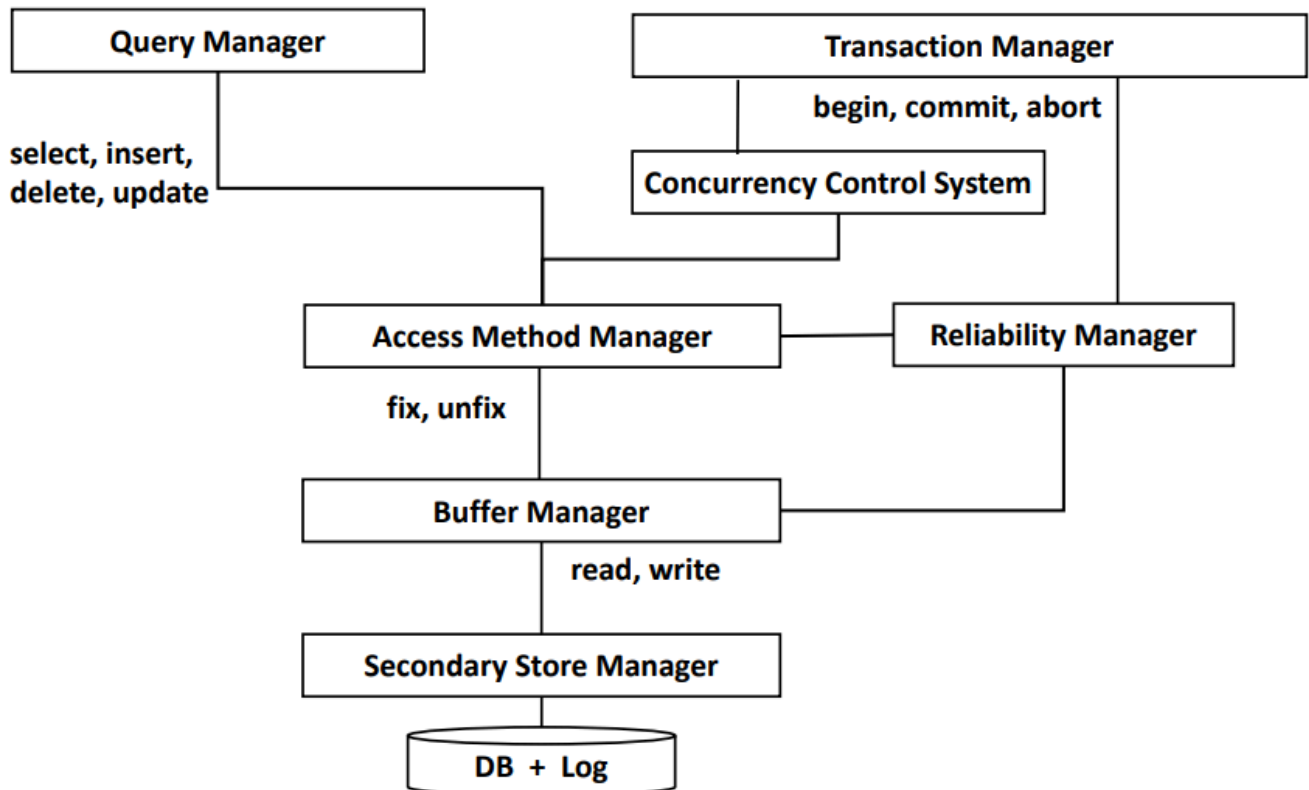 Query Manager
Transaction Manager
begin, commit, abort
select, insert,
delete, update
Concurrency Control System
Access Method Manager
Reliability Manager
fix, unfix
Buffer Manager
read, write
Secondary Store Manager
DB + Log